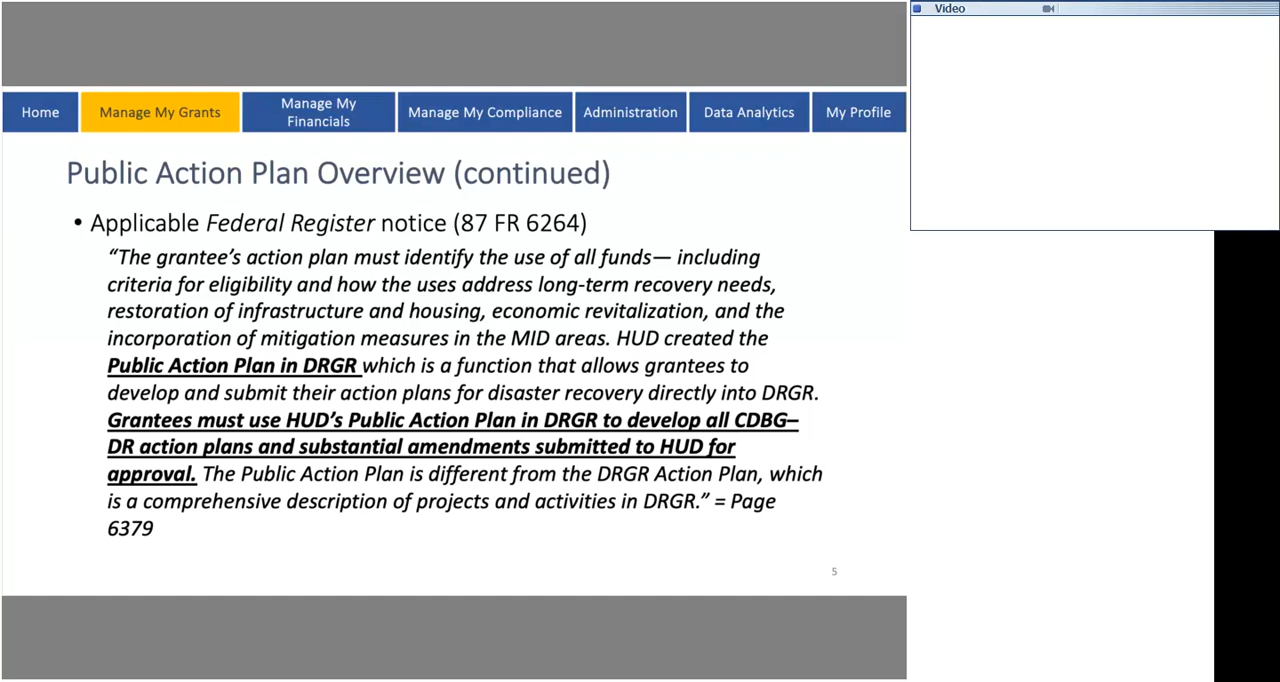 Video
Home
Manage My Grants
Manage My
Financials
Manage My Compliance
Administration
Data Analytics
My Profile
Public Action Plan Overview (continued)
• Applicable Federal Register notice (87 FR 6264)
“The grantee’s action plan must identify the use of all funds— including
criteria for eligibility and how the uses address long-term recovery needs,
restoration of infrastructure and housing, economic revitalization, and the
incorporation of mitigation measures in the MID areas. HUD created the
Public Action Plan in DRGR which is a function that allows grantees to
develop and submit their action plans for disaster recovery directly into DRGR.
Grantees must use HUD’s Public Action Plan in DRGR to develop all CDBG–
DR action plans and substantial amendments submitted to HUD for
approval. The Public Action Plan is different from the DRGR Action Plan, which
is a comprehensive description of projects and activities in DRGR.” = Page
6379
5